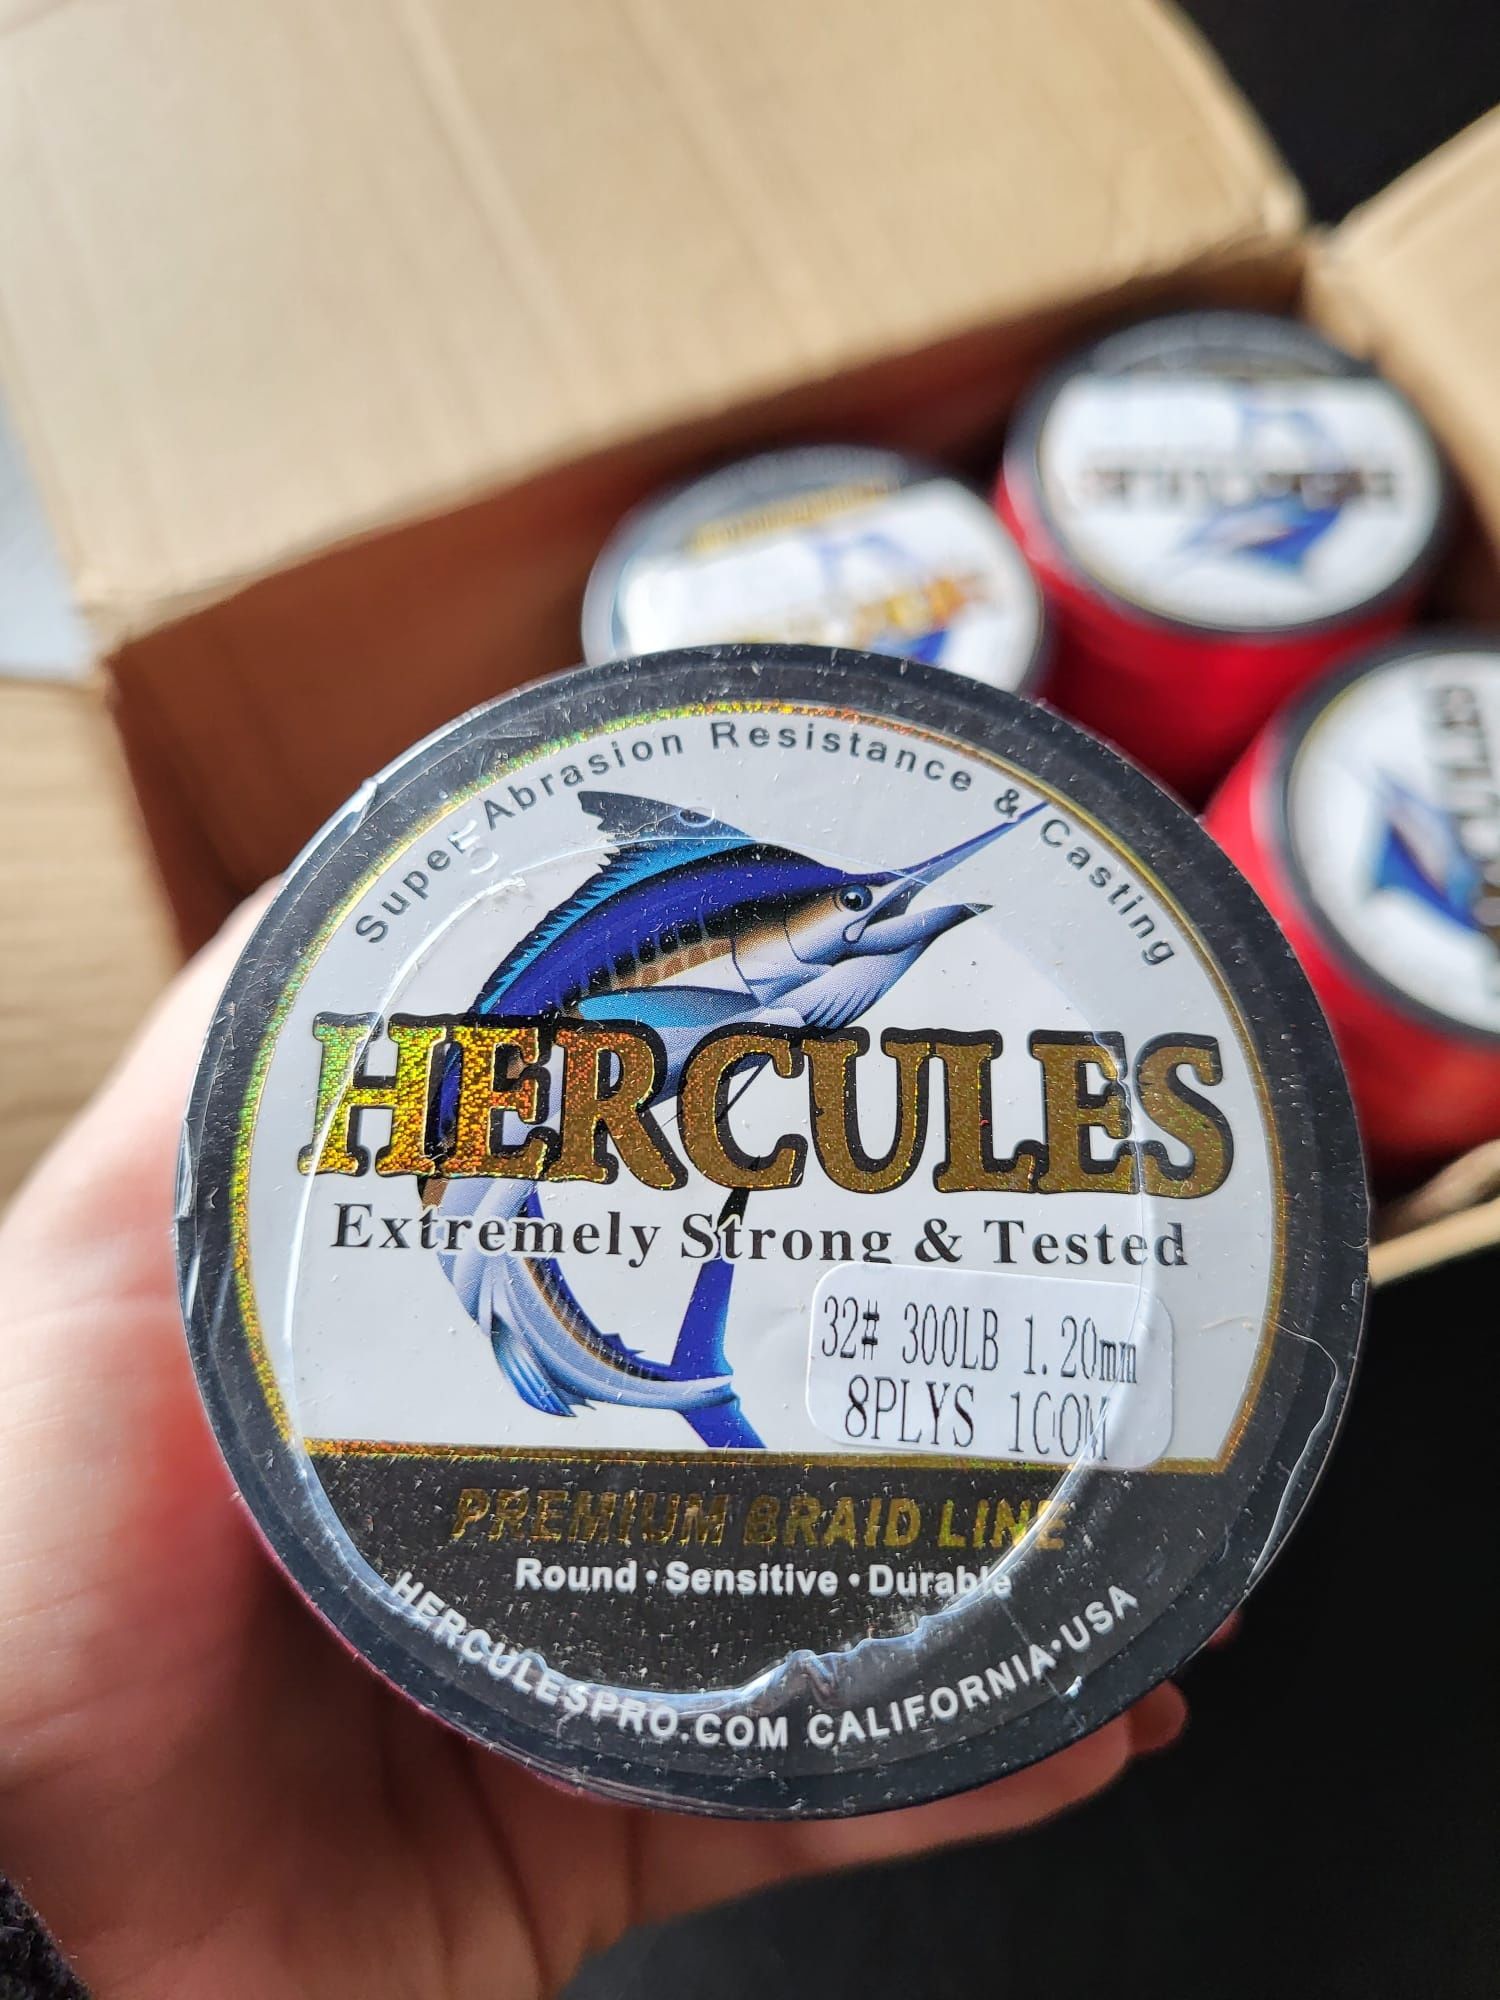 Super Abrasion Resistance & Casting
HERCULES
Extremely Strong & Tested
32# 300LB 1.20mm
8PLYS 100M
PREMIUM BRAID LINE
Round · Sensitive · Durable
HERCULESPRO.COM CALIFORNIA·USA
HERCULES